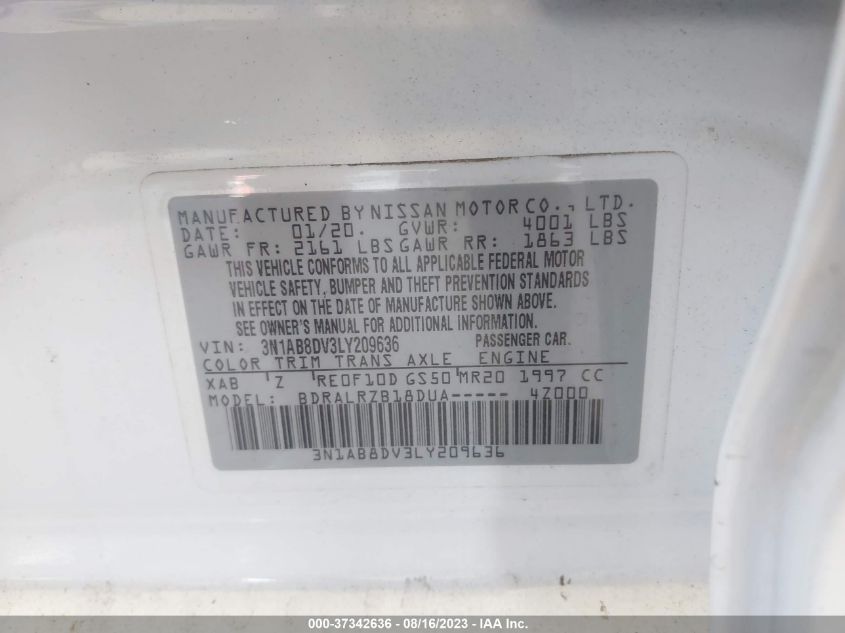 MANUFACTURED BY NISSAN MOTOR CO., LTD.
DATE: 01/20. GVWR: 4001 LBS
GAWR FR: 2161 LBS GAWR RR: 1863 LBS
THIS VEHICLE CONFORMS TO ALL APPLICABLE FEDERAL MOTOR
VEHICLE SAFETY, BUMPER AND THEFT PREVENTION STANDARDS
IN EFFECT ON THE DATE OF MANUFACTURE SHOWN ABOVE.
SEE OWNER'S MANUAL FOR ADDITIONAL INFORMATION.
VIN: 3N1AB8DV3LY209636 PASSENGER CAR.
COLOR TRIM TRANS AXLE ENGINE
XAB Z RE0F10D GS50 MR20 1997 CC
MODEL: BDRALRZB18DUA----- 4Z000
3N1AB8DV3LY209636
000-37342636 - 08/16/2023 - IAA Inc.